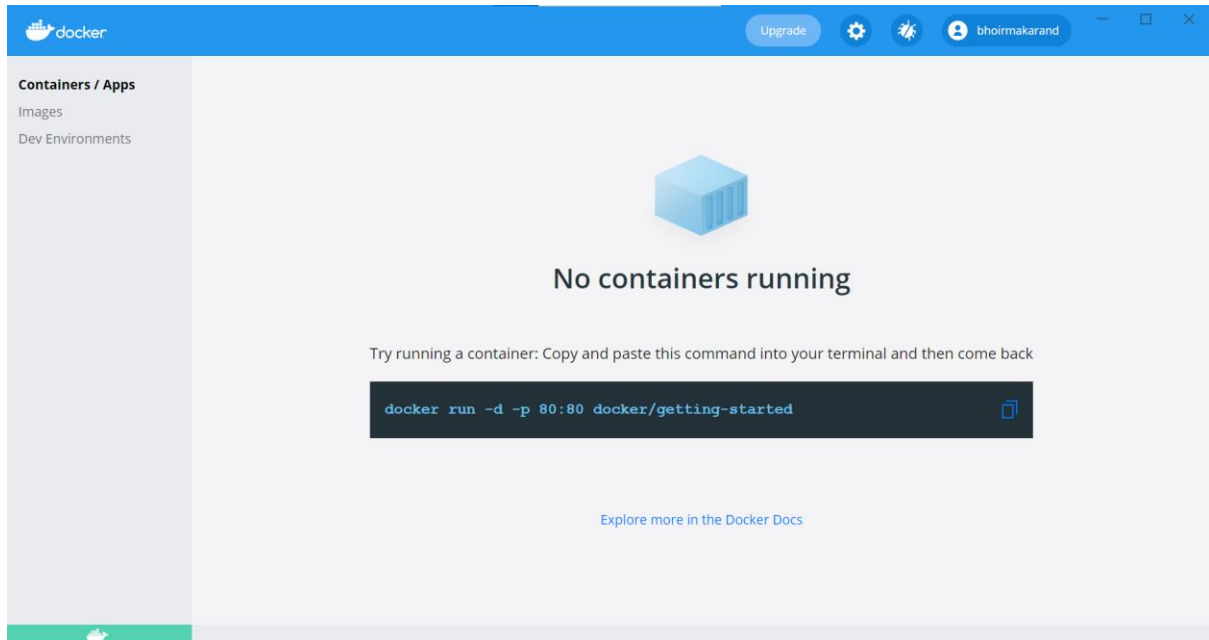 docker
Upgrade
bhoirmakarand
Containers / Apps
Images
Dev Environments
No containers running
Try running a container: Copy and paste this command into your terminal and then come back
docker run -d -p 80:80 docker/getting-started
Explore more in the Docker Docs